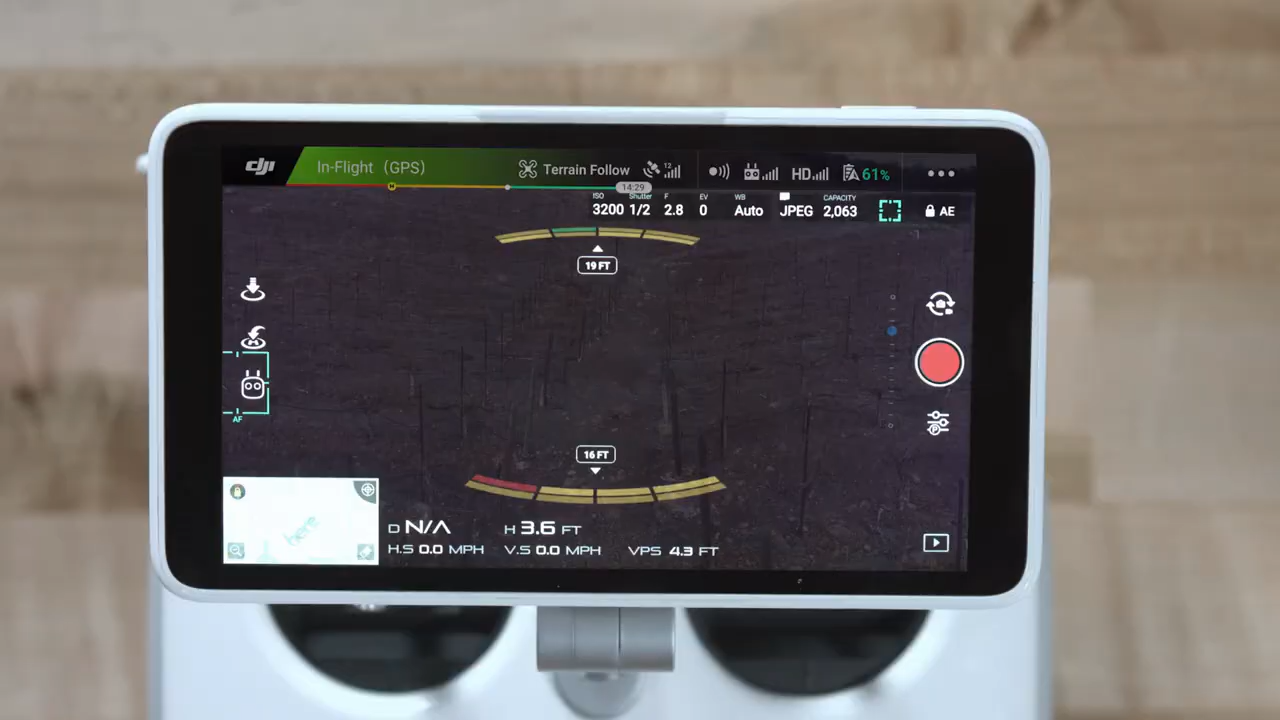 dji In-Flight (GPS) Terrain Follow 12 HD 61%
14:29
ISO Shutter F EV WB CAPACITY
3200 1/2 2.8 0 Auto JPEG 2,063 AE
19 FT
AF
16 FT
here
D N/A H 3.6 FT
H.S 0.0 MPH V.S 0.0 MPH VPS 4.3 FT